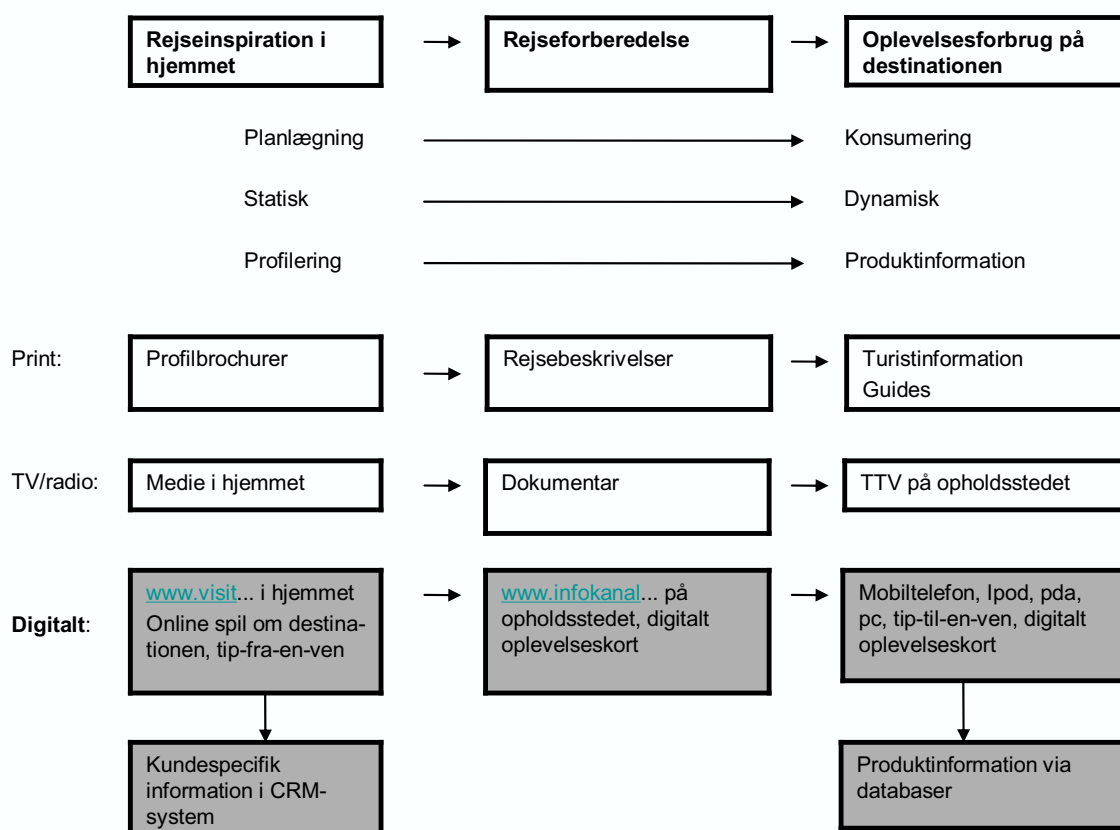 Rejseinspiration i
hjemmet
Rejseforberedelse
Oplevelsesforbrug på
destinationen
Planlægning
Konsumering
Statisk
Dynamisk
Profilering
Produktinformation
Print:
Profilbrochurer
Rejsebeskrivelser
Turistinformation
Guides
TV/radio:
Medie i hjemmet
Dokumentar
TTV på opholdsstedet
Digitalt:
www.visit... i hjemmet
Online spil om destina-
tionen, tip-fra-en-ven
www.infokanal... på
opholdsstedet, digitalt
oplevelseskort
Mobiltelefon, Ipod, pda,
pc, tip-til-en-ven, digitalt
oplevelseskort
Kundespecifik
information i CRM-
system
Produktinformation via
databaser